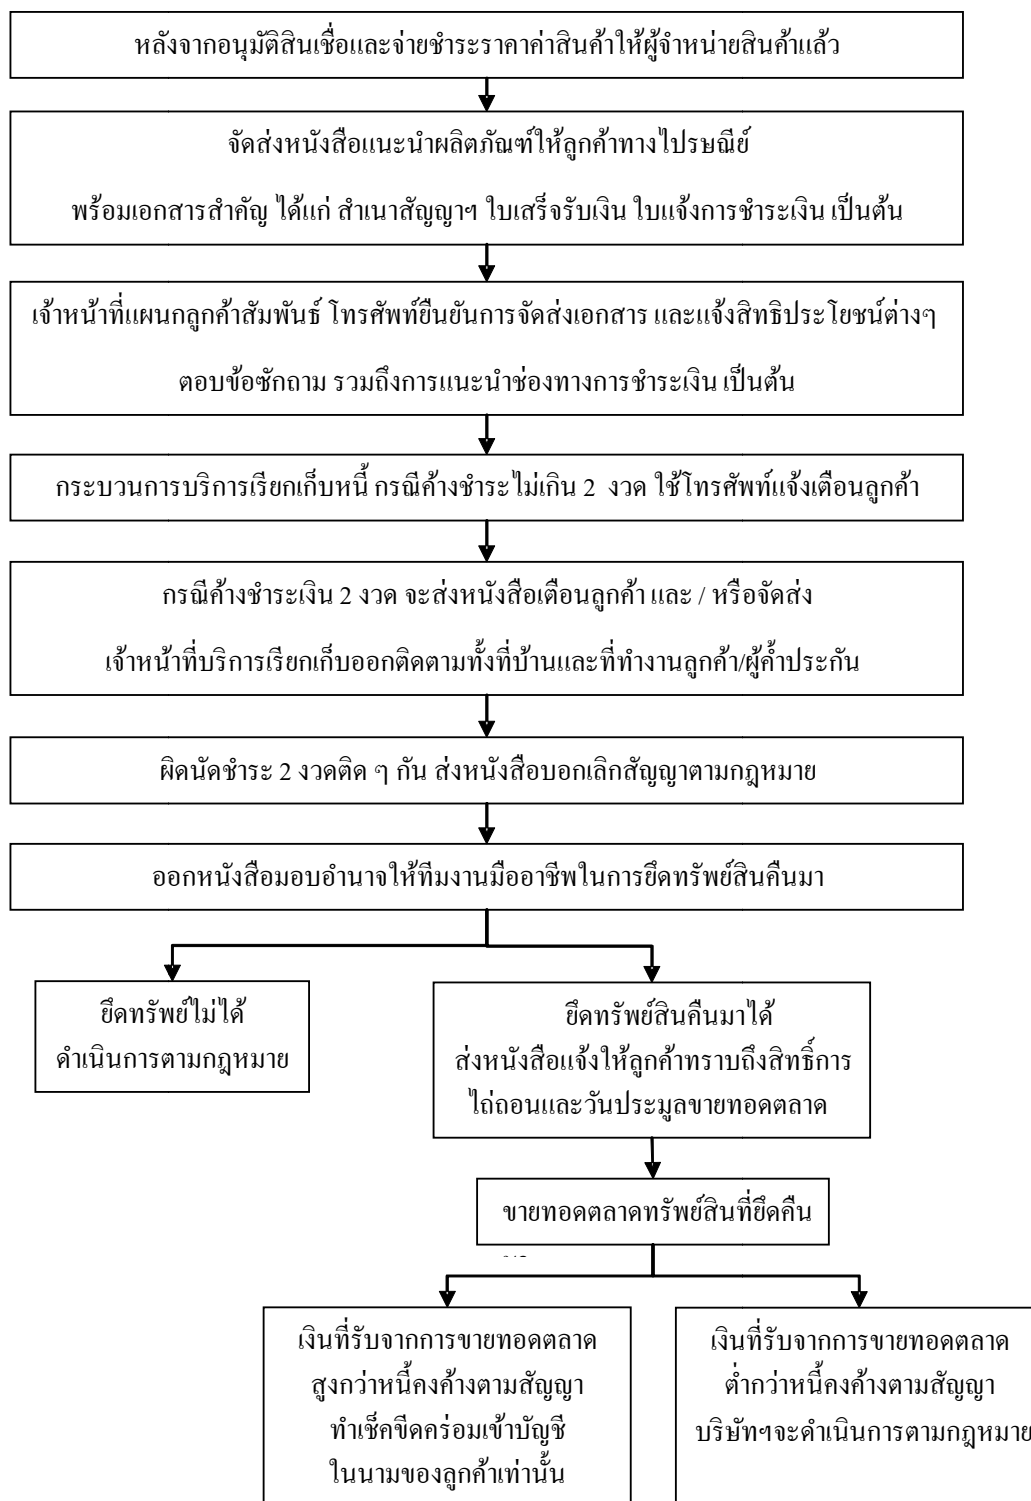 หลังจากอนุมัติสินเชื่อและจ่ายชำระราคาค่าสินค้าให้ผู้จำหน่ายสินค้าแล้ว
จัดส่งหนังสือแนะนำผลิตภัณฑ์ให้ลูกค้าทางไปรษณีย์
พร้อมเอกสารสำคัญ ได้แก่ สำเนาสัญญาฯ ใบเสร็จรับเงิน ใบแจ้งการชำระเงิน เป็นต้น
เจ้าหน้าที่แผนกลูกค้าสัมพันธ์ โทรศัพท์ยืนยันการจัดส่งเอกสาร และแจ้งสิทธิประโยชน์ต่างๆ
ตอบข้อซักถาม รวมถึงการแนะนำช่องทางการชำระเงิน เป็นต้น
กระบวนการบริการเรียกเก็บหนี้ กรณีค้างชำระไม่เกิน 2 งวด ใช้โทรศัพท์แจ้งเตือนลูกค้า
กรณีค้างชำระเงิน 2 งวด จะส่งหนังสือเตือนลูกค้า และ / หรือจัดส่ง
เจ้าหน้าที่บริการเรียกเก็บออกติดตามทั้งที่บ้านและที่ทำงานลูกค้า/ผู้ค้ำประกัน
ผิดนัดชำระ 2 งวดติด ๆ กัน ส่งหนังสือบอกเลิกสัญญาตามกฎหมาย
ออกหนังสือมอบอำนาจให้ทีมงานมืออาชีพในการยึดทรัพย์สินคืนมา
ยึดทรัพย์ไม่ได้
ดำเนินการตามกฎหมาย
ยึดทรัพย์สินคืนมาได้
ส่งหนังสือแจ้งให้ลูกค้าทราบถึงสิทธิ์การ
ไถ่ถอนและวันประมูลขายทอดตลาด
ขายทอดตลาดทรัพย์สินที่ยึดคืน
เงินที่รับจากการขายทอดตลาด
สูงกว่าหนี้คงค้างตามสัญญา
ทำเช็คขีดคร่อมเข้าบัญชี
ในนามของลูกค้าเท่านั้น
เงินที่รับจากการขายทอดตลาด
ต่ำกว่าหนี้คงค้างตามสัญญา
บริษัทฯจะดำเนินการตามกฎหมาย